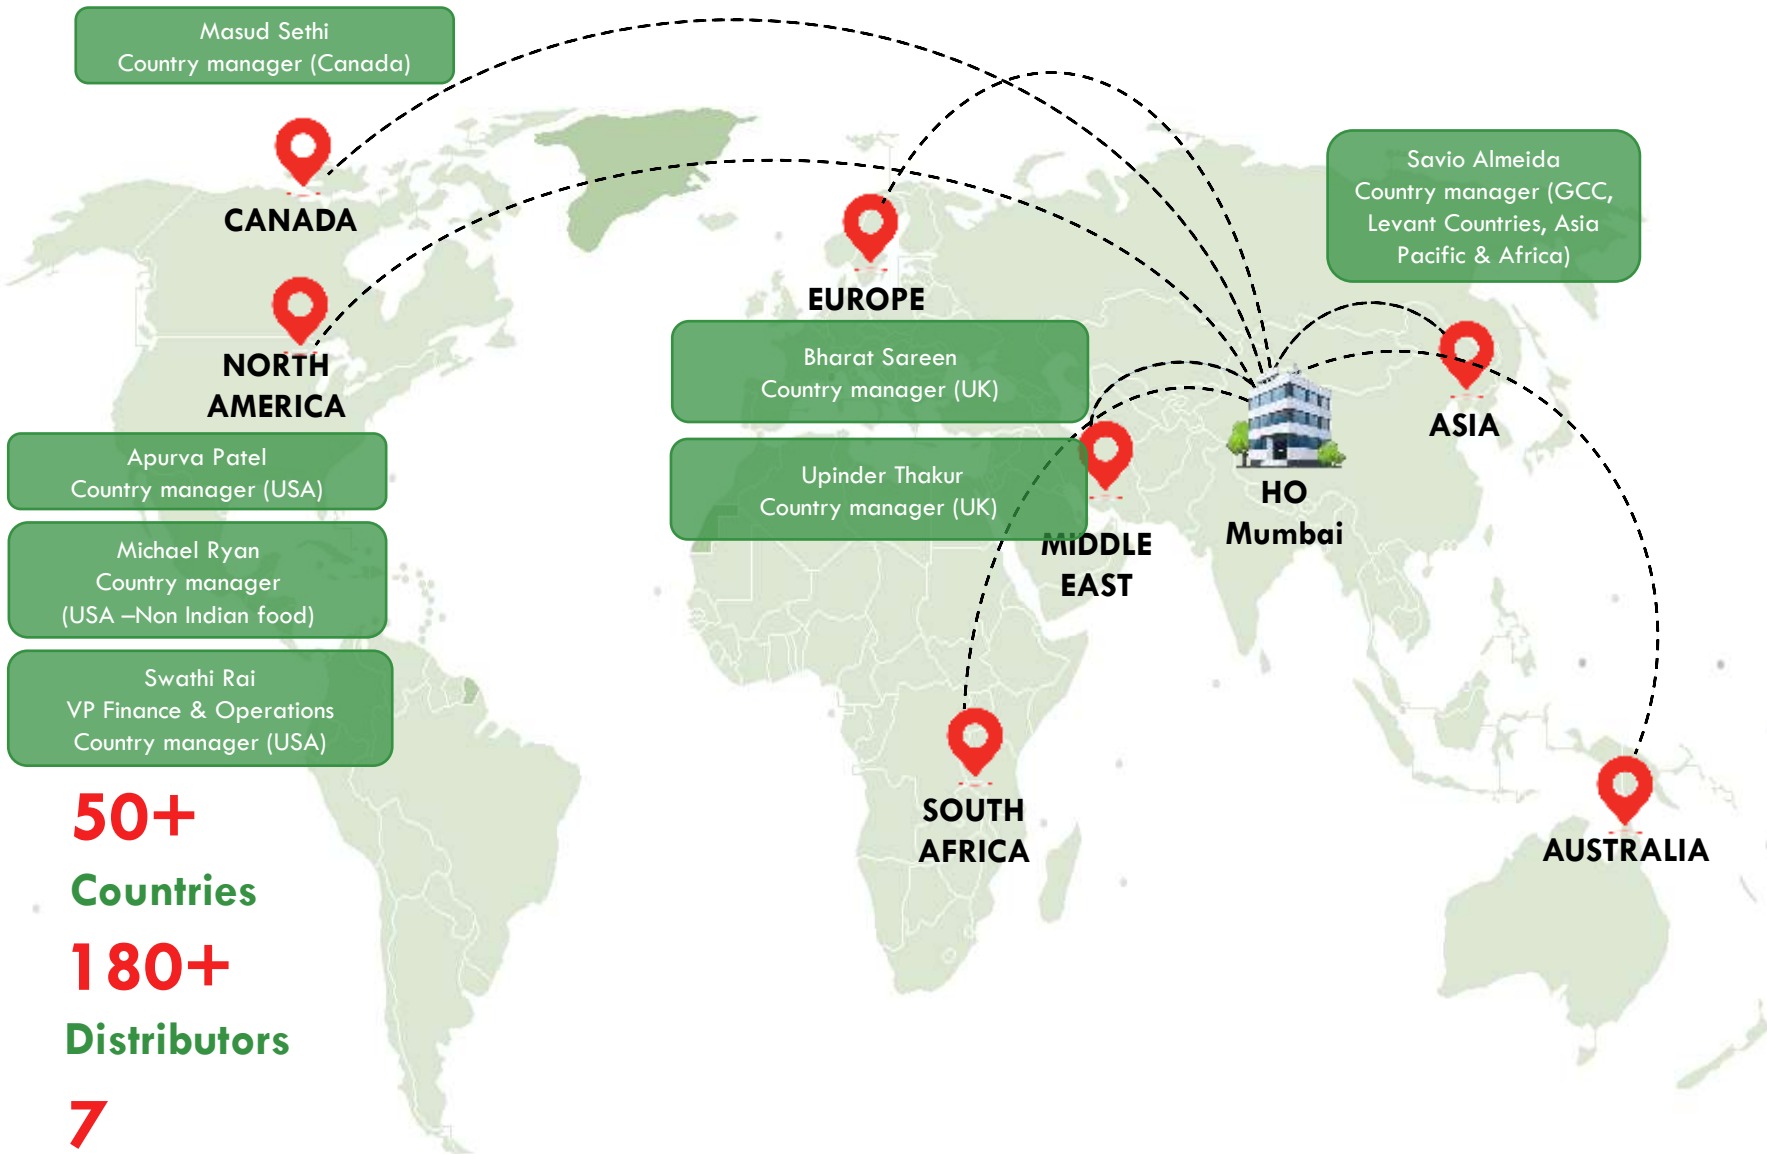 Masud Sethi
Country manager (Canada)
CANADA
NORTH
AMERICA
Apurva Patel
Country manager (USA)
Michael Ryan
Country manager
(USA –Non Indian food)
Swathi Rai
VP Finance & Operations
Country manager (USA)
50+
Countries
180+
Distributors
7
EUROPE
Bharat Sareen
Country manager (UK)
Upinder Thakur
Country manager (UK)
MIDDLE
EAST
SOUTH
AFRICA
HO
Mumbai
Savio Almeida
Country manager (GCC,
Levant Countries, Asia
Pacific & Africa)
ASIA
AUSTRALIA